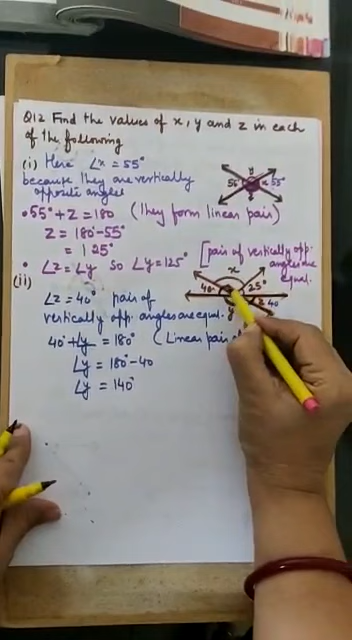 Q12 Find the values of x, y and z in each
of the following
(i) Here ∠x = 55°
because they are vertically
opposite angles
y
55° x 55°
z
• 55° + Z = 180 (They form linear pair)
Z = 180 - 55°
= 125°
• ∠Z = ∠y so ∠y = 125° [pair of vertically opp.
angles are
equal.
(ii)
x
40° 25°
y z 40°
∠Z = 40° pair of
vertically opp. angles are equal.
40° + ∠y = 180° (Linear pair
∠y = 180° - 40
∠y = 140°